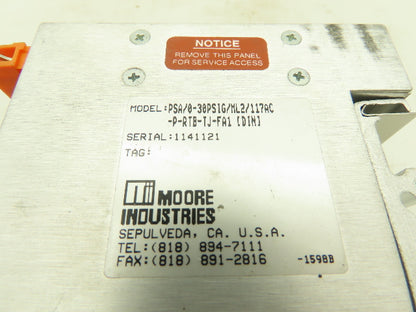 NOTICE
REMOVE THIS PANEL
FOR SERVICE ACCESS
MODEL:PSA/0-30PSIG/ML2/117AC
-P-RTB-TJ-FA1 [DIN]
SERIAL:1141121
TAG:
MOORE
INDUSTRIES
SEPULVEDA, CA. U.S.A.
TEL:(818) 894-7111
FAX:(818) 891-2816
-1598B